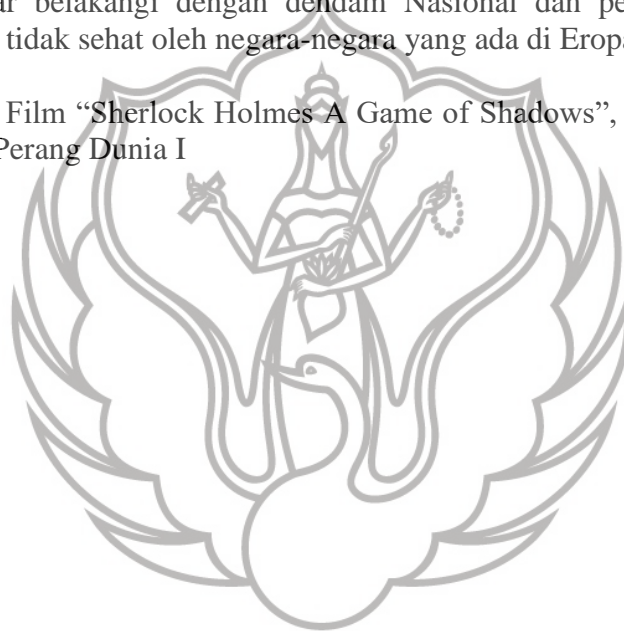 belakangi dengan dendam Nasional dan
tidak sehat oleh negara-negara yang ada di Eropa
Film “Sherlock Holmes A Game of Shadows”,
Perang Dunia I